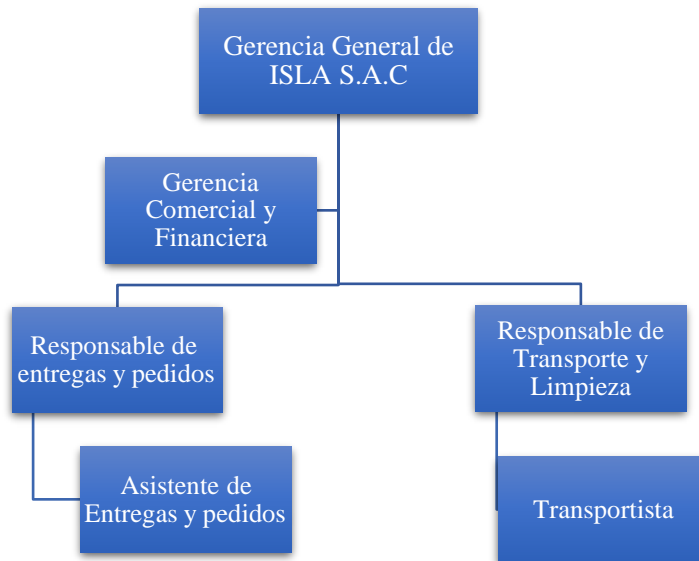 Gerencia General de
ISLA S.A.C
Gerencia
Comercial y
Financiera
Responsable de
entregas y pedidos
Responsable de
Transporte y
Limpieza
Asistente de
Entregas y pedidos
Transportista